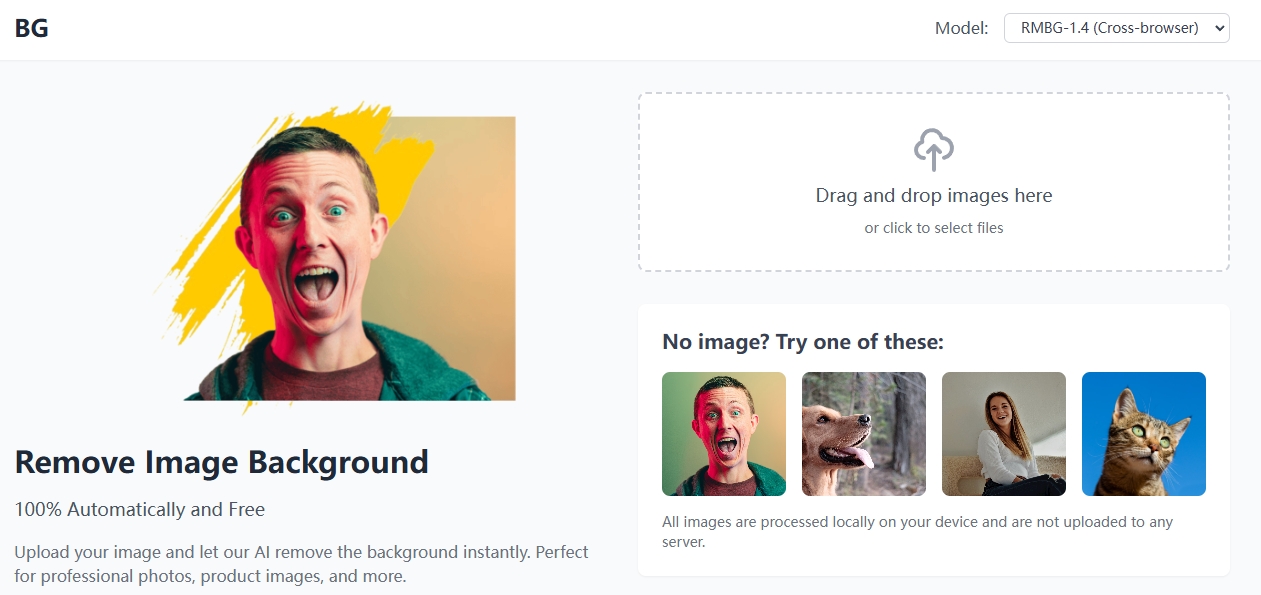 BG
Model:
RMBG-1.4 (Cross-browser)
Drag and drop images here
or click to select files
No image? Try one of these:
All images are processed locally on your device and are not uploaded to any
server.
Remove Image Background
100% Automatically and Free
Upload your image and let our AI remove the background instantly. Perfect
for professional photos, product images, and more.